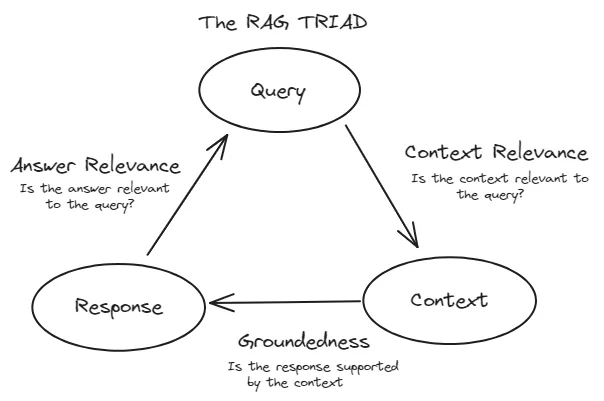 The RAG TRIAD
Query
Answer Relevance
Is the answer relevant
to the query?
Context Relevance
Is the context relevant to
the query?
Response
Context
Groundedness
Is the response supported
by the context